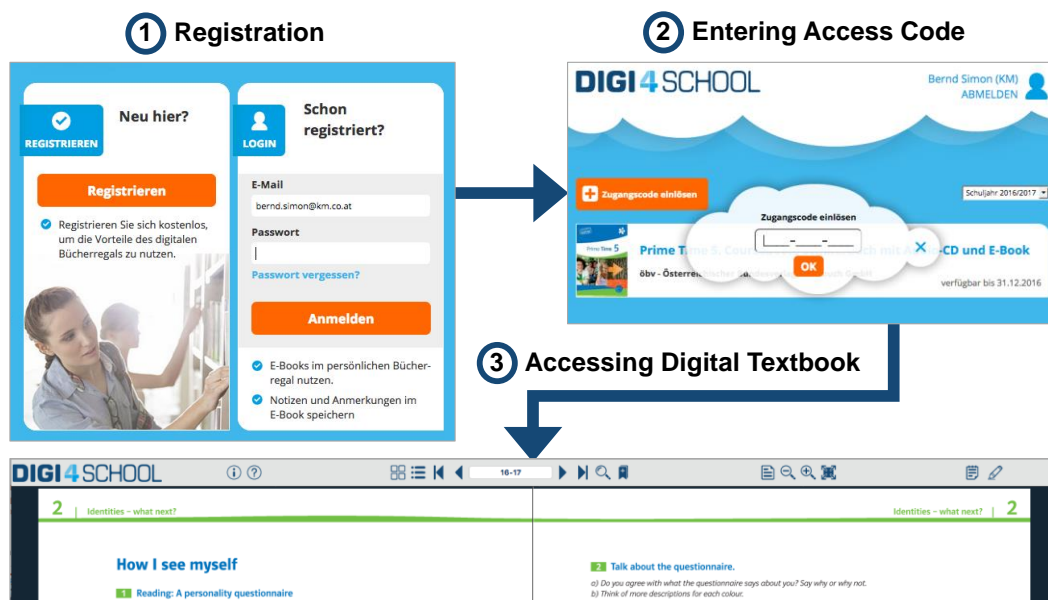 1 Registration
Neu hier?
REGISTRIEREN
Registrieren
Registrieren Sie sich kostenlos,
um die Vorteile des digitalen
Bücherregals zu nutzen.
Schon
registriert?
LOGIN
E-Mail
bernd.simon@km.co.at
Passwort
Passwort vergessen?
Anmelden
E-Books im persönlichen Bücher-
regal nutzen.
Notizen und Anmerkungen im
E-Book speichern
2 Entering Access Code
DIGI4SCHOOL
Bernd Simon (KM)
ABMELDEN
Zugangscode einlösen
Schuljahr 2016/2017
Zugangscode einlösen
OK
Prime Time 5
Prime Time 5. Cour mit -CD und E-Book
öbv - Österrei
verfügbar bis 31.12.2016
3 Accessing Digital Textbook
DIGI4SCHOOL
16-17
2 | Identities – what next?
How I see myself
1 Reading: A personality questionnaire
Identities – what next? | 2
2 Talk about the questionnaire.
a) Do you agree with what the questionnaire says about you? Say why or why not.
b) Think of more descriptions for each colour.